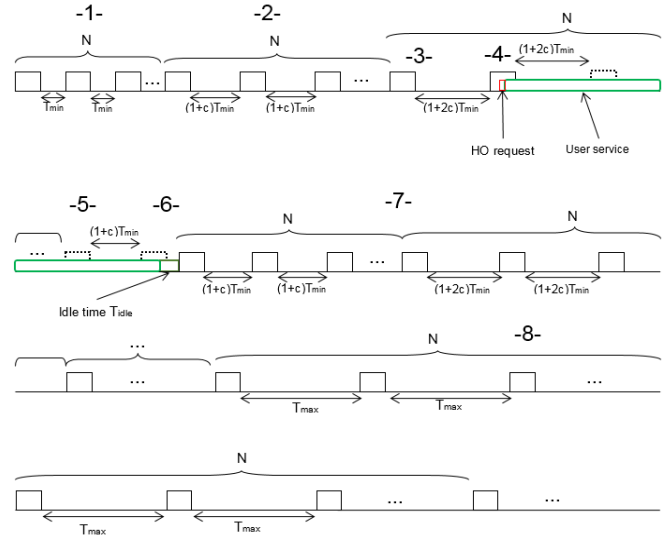 -1-
-2-
N
N
N
-3-
-4-
(1+2c)Tmin
...
...
Tmin
Tmin
(1+c)Tmin
(1+c)Tmin
(1+2c)Tmin
HO request
User service
-5-
-6-
-7-
(1+c)Tmin
N
N
...
...
(1+c)Tmin
(1+c)Tmin
(1+2c)Tmin
(1+2c)Tmin
Idle time Tidle
...
N
-8-
...
...
Tmax
Tmax
N
...
...
Tmax
Tmax